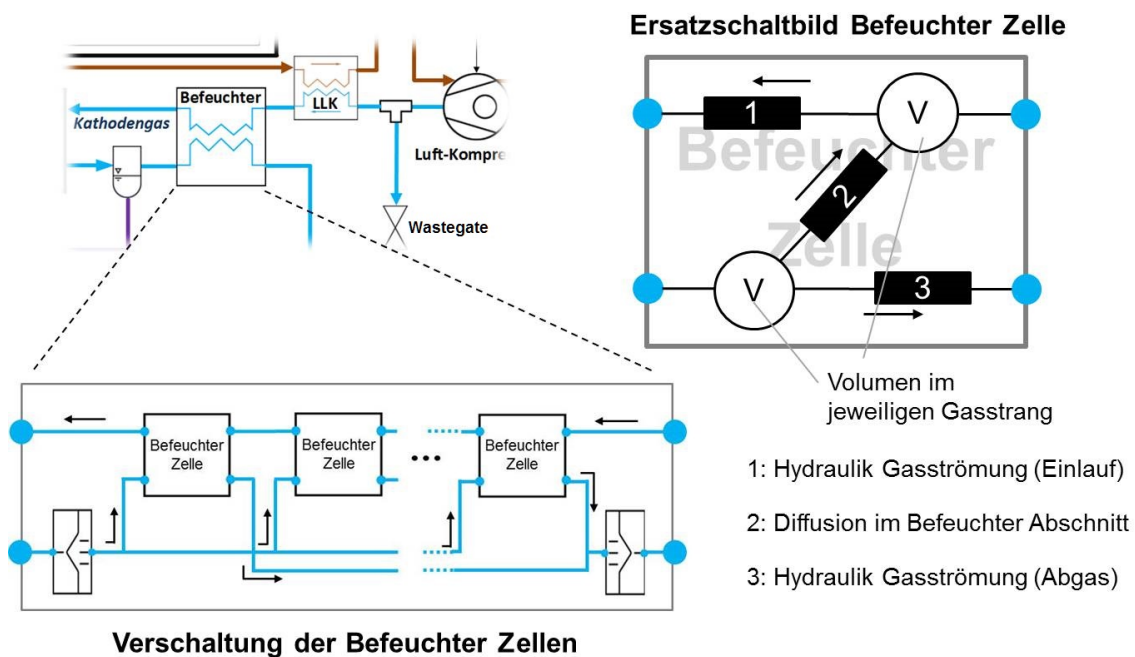 Ersatzschaltbild Befeuchter Zelle
Befeuchter
LLK
Kathodengas
Luft-Kompre
Wastegate
1
V
Befeuchter
2
Zelle
V
3
Volumen im
jeweiligen Gasstrang
Befeuchter
Zelle
Befeuchter
Zelle
Befeuchter
Zelle
1: Hydraulik Gasströmung (Einlauf)
2: Diffusion im Befeuchter Abschnitt
3: Hydraulik Gasströmung (Abgas)
Verschaltung der Befeuchter Zellen